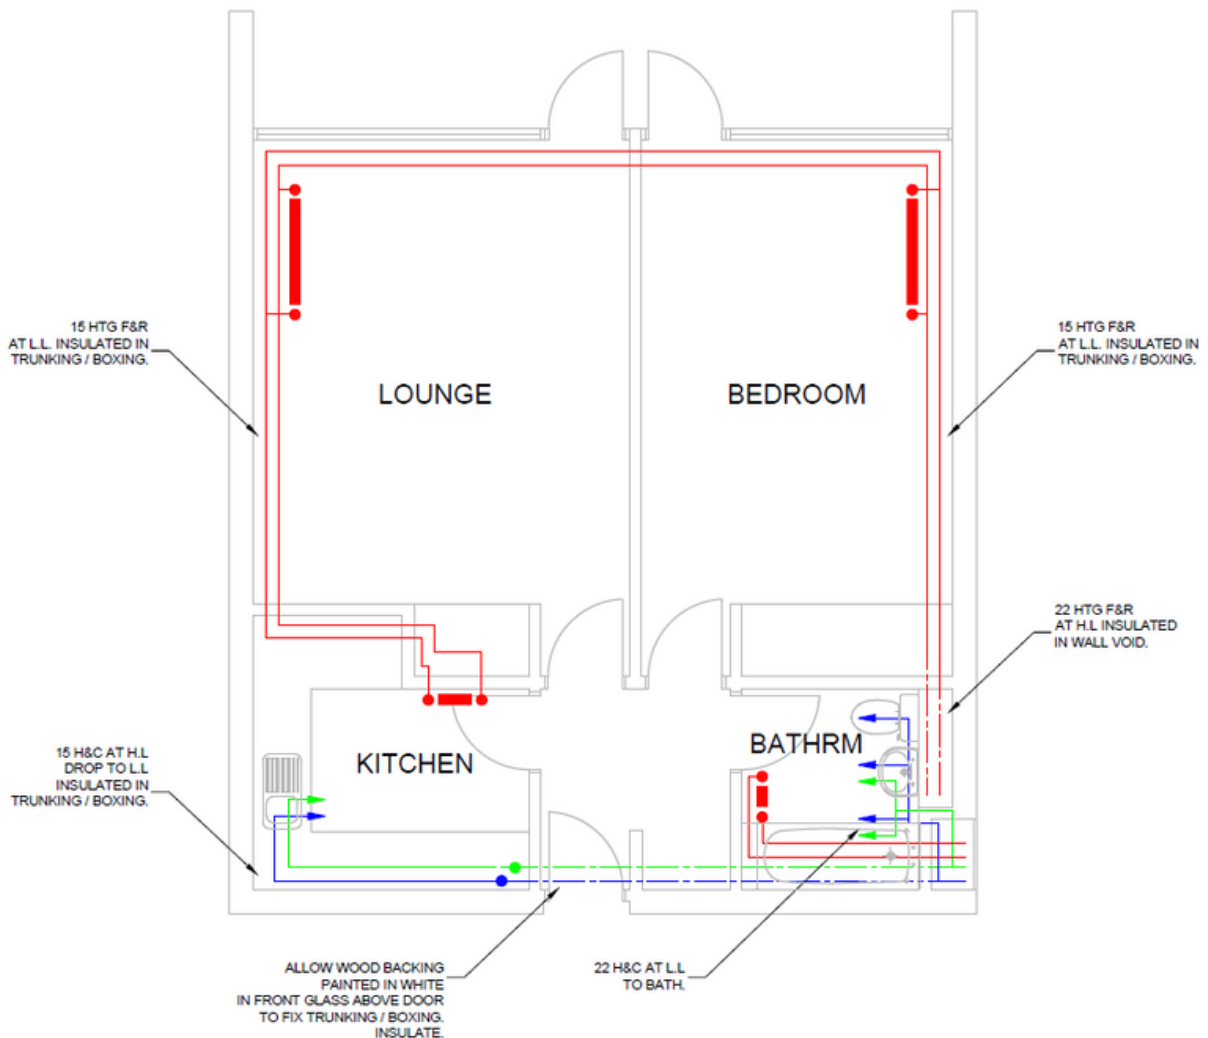 15 HTG F&R
AT L.L. INSULATED IN
TRUNKING / BOXING.
15 HTG F&R
AT L.L. INSULATED IN
TRUNKING / BOXING.
LOUNGE
BEDROOM
22 HTG F&R
AT H.L INSULATED
IN WALL VOID.
BATHRM
KITCHEN
15 H&C AT H.L
DROP TO L.L
INSULATED IN
TRUNKING / BOXING.
ALLOW WOOD BACKING
PAINTED IN WHITE
IN FRONT GLASS ABOVE DOOR
TO FIX TRUNKING / BOXING.
INSULATE.
22 H&C AT L.L
TO BATH.